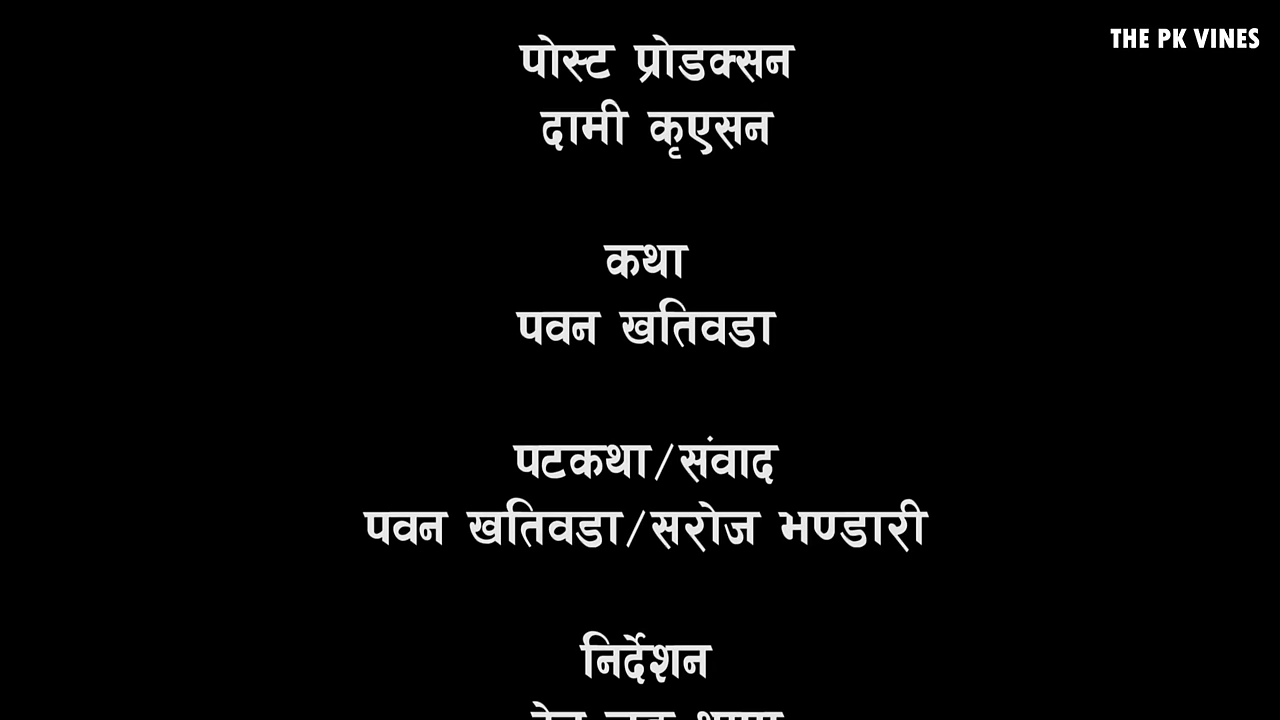 THE PK VINES
पोस्ट प्रोडक्सन
दामी कृएसन
कथा
पवन खतिवडा
पटकथा/संवाद
पवन खतिवडा/सरोज भण्डारी
निर्देशन